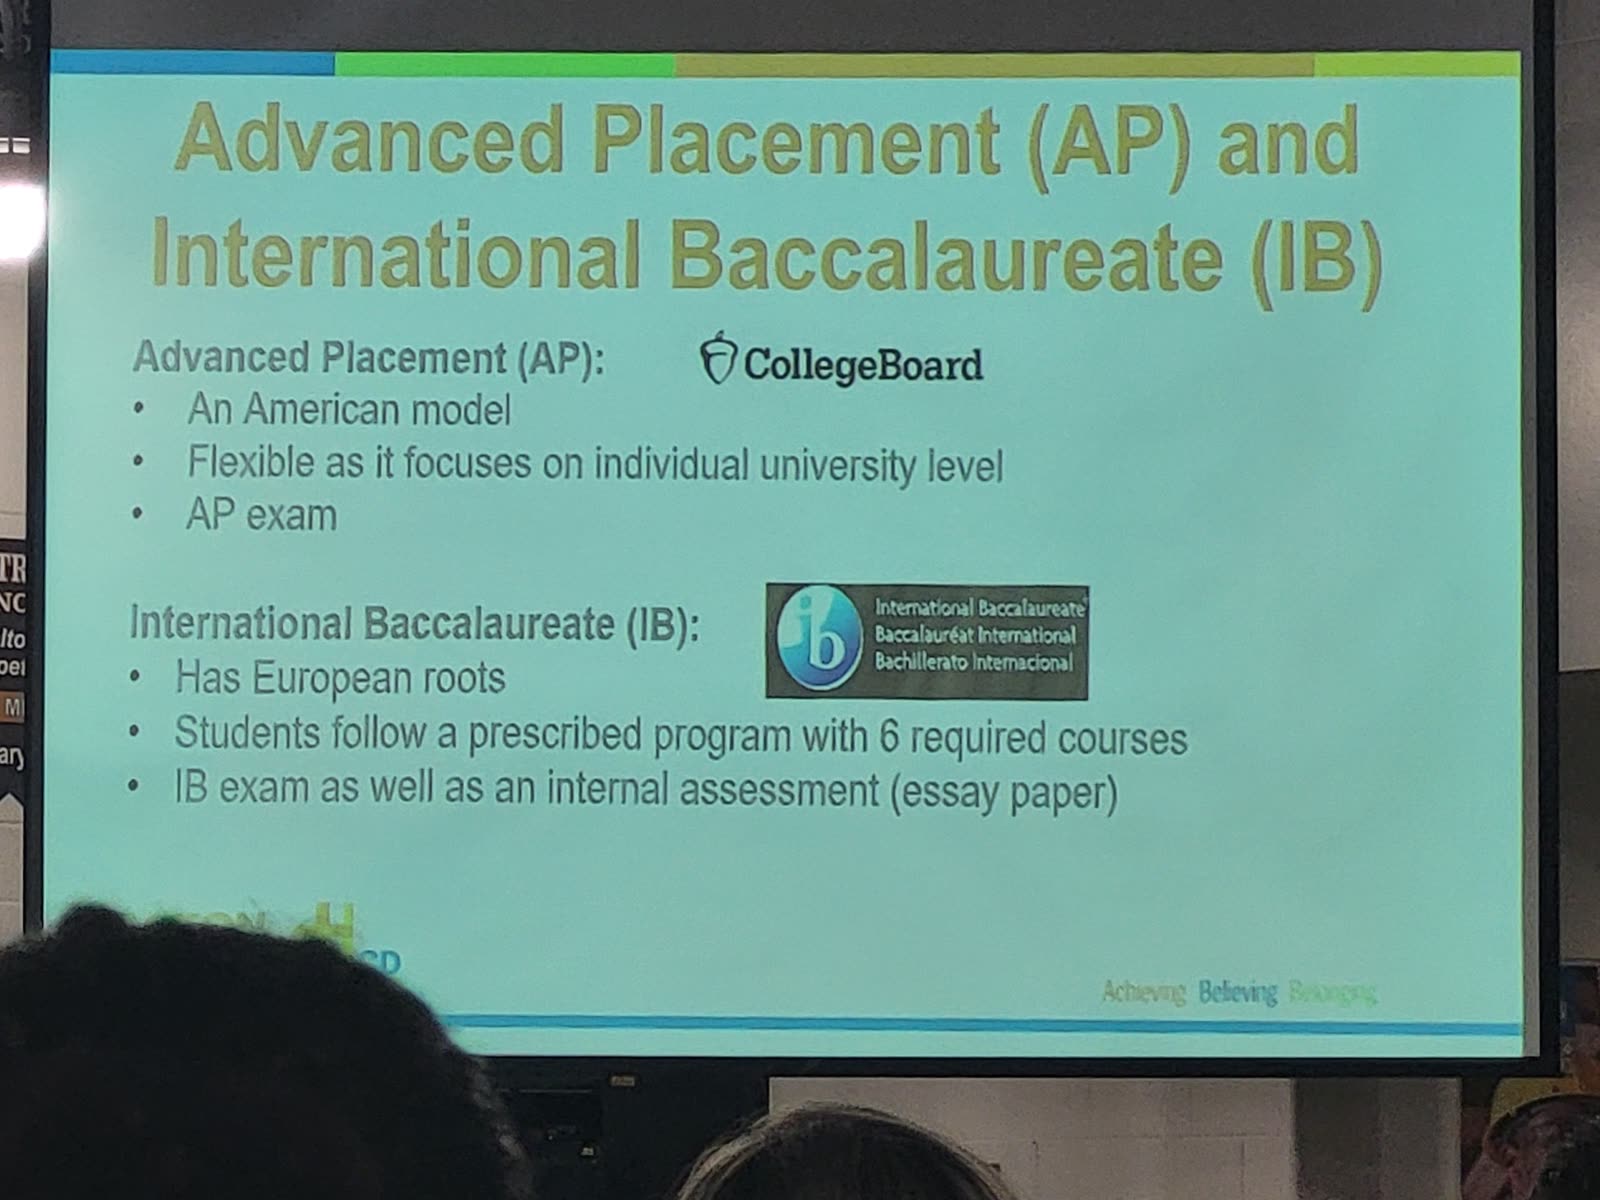 Advanced Placement (AP) and
International Baccalaureate (IB)
Advanced Placement (AP):
CollegeBoard
• An American model
• Flexible as it focuses on individual university level
• AP exam
International Baccalaureate (IB):
ib
International Baccalaureate
Baccalauréat International
Bachillerato Internacional
• Has European roots
• Students follow a prescribed program with 6 required courses
• IB exam as well as an internal assessment (essay paper)
Achieving Believing Belonging